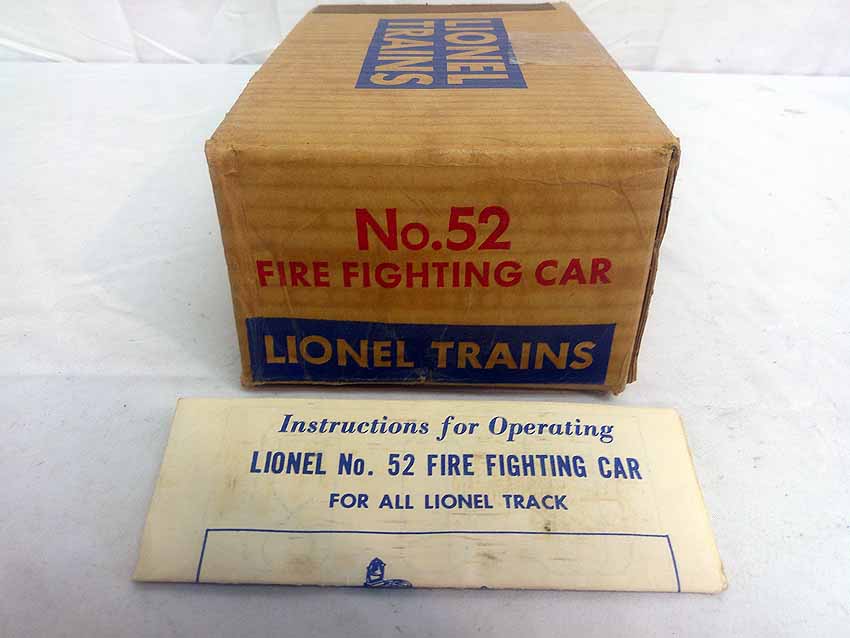 LIONEL
TRAINS
No.52
FIRE FIGHTING CAR
LIONEL TRAINS
Instructions for Operating
LIONEL No. 52 FIRE FIGHTING CAR
FOR ALL LIONEL TRACK